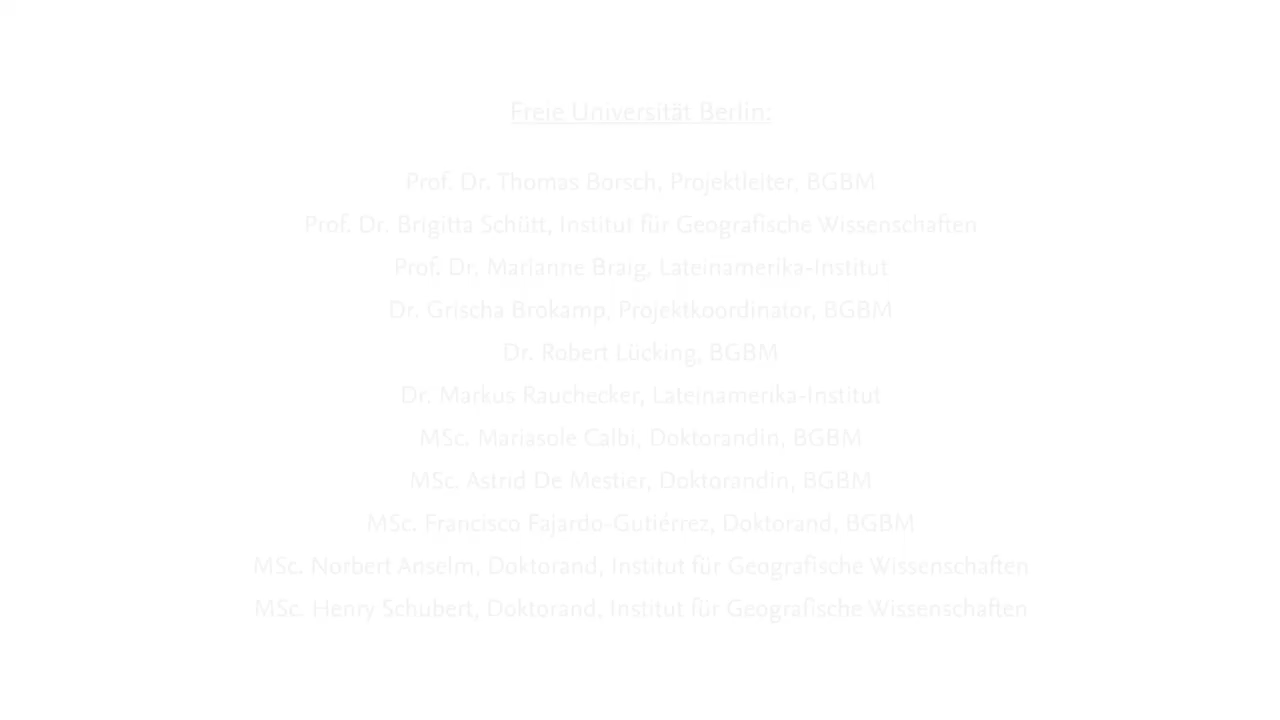 Freie Universität Berlin:
Prof. Dr. Thomas Borsch, Projektleiter, BGBM
Prof. Dr. Brigitta Schütt, Institut für Geografische Wissenschaften
Prof. Dr. Marianne Braig, Lateinamerika-Institut
Dr. Grischa Brokamp, Projektkoordinator, BGBM
Dr. Robert Lücking, BGBM
Dr. Markus Rauchecker, Lateinamerika-Institut
MSc. Mariasole Calbi, Doktorandin, BGBM
MSc. Astrid De Mestier, Doktorandin, BGBM
MSc. Francisco Fajardo-Gutiérrez, Doktorand, BGBM
MSc. Norbert Anselm, Doktorand, Institut für Geografische Wissenschaften
MSc. Henry Schubert, Doktorand, Institut für Geografische Wissenschaften